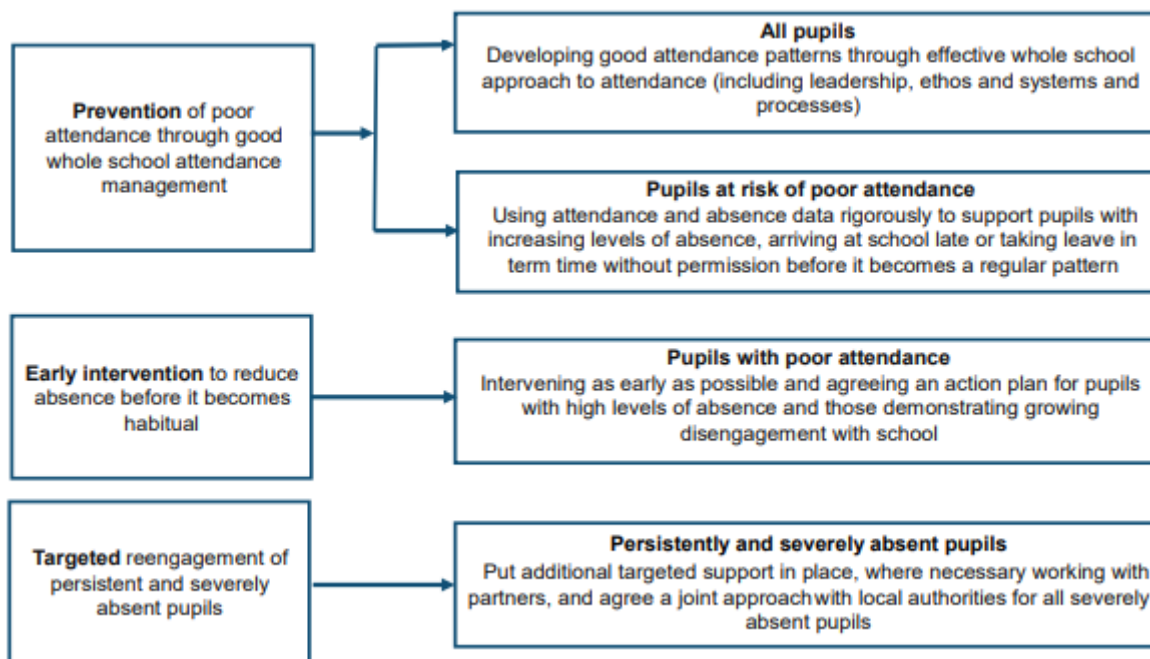 Prevention of poor
attendance through good
whole school attendance
management
All pupils
Developing good attendance patterns through effective whole school
approach to attendance (including leadership, ethos and systems and
processes)
Pupils at risk of poor attendance
Using attendance and absence data rigorously to support pupils with
increasing levels of absence, arriving at school late or taking leave in
term time without permission before it becomes a regular pattern
Early intervention to reduce
absence before it becomes
habitual
Pupils with poor attendance
Intervening as early as possible and agreeing an action plan for pupils
with high levels of absence and those demonstrating growing
disengagement with school
Targeted reengagement of
persistent and severely
absent pupils
Persistently and severely absent pupils
Put additional targeted support in place, where necessary working with
partners, and agree a joint approach with local authorities for all severely
absent pupils